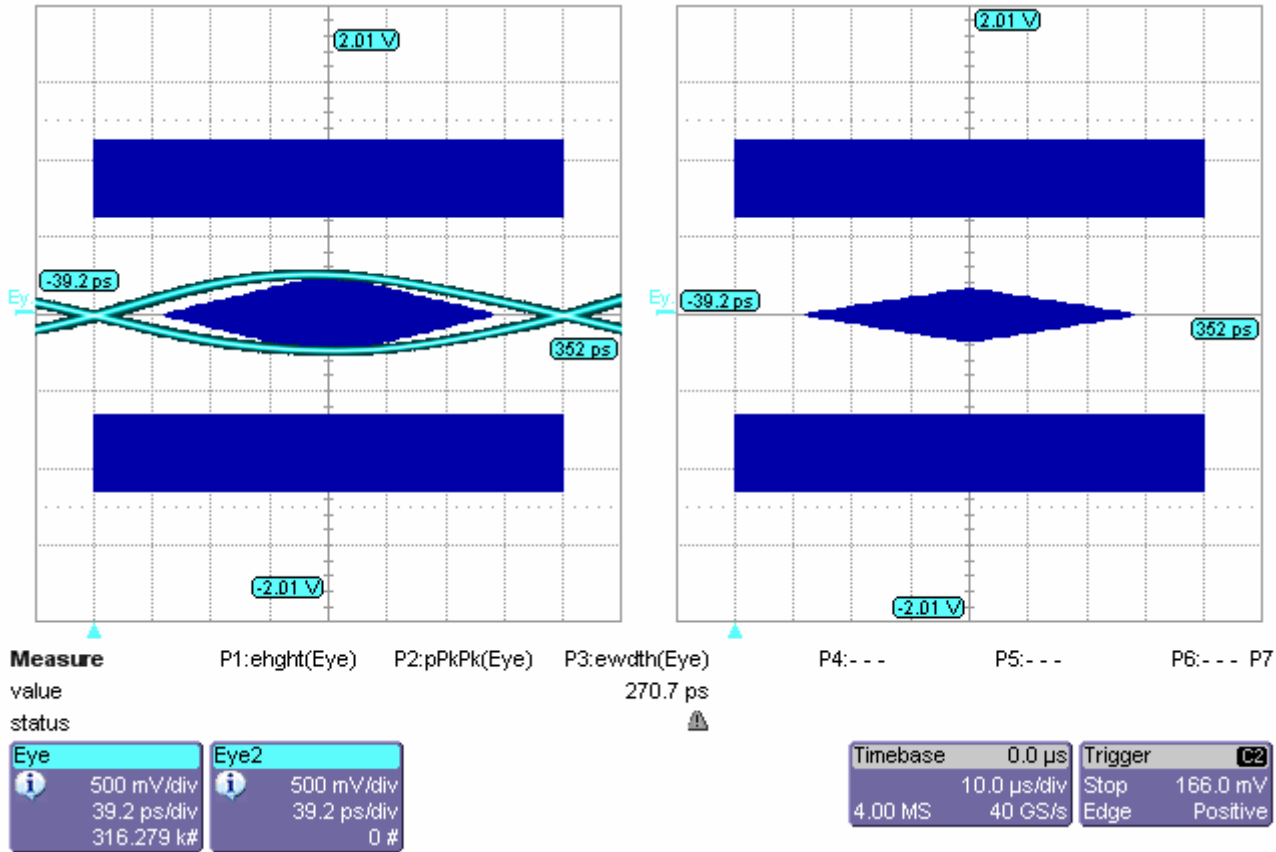 2.01 V
2.01 V
-39.2 ps
Ey.
352 ps
-39.2 ps
Ey.
352 ps
-2.01 V
-2.01 V
Measure P1:ehght(Eye) P2:pPkPk(Eye) P3:ewdth(Eye) P4:- - - P5:- - - P6:- - - P7
value 270.7 ps
status
Eye
500 mV/div
39.2 ps/div
316.279 k#
Eye2
500 mV/div
39.2 ps/div
0 #
Timebase 0.0 µs
10.0 µs/div
4.00 MS 40 GS/s
Trigger C2
Stop 166.0 mV
Edge Positive